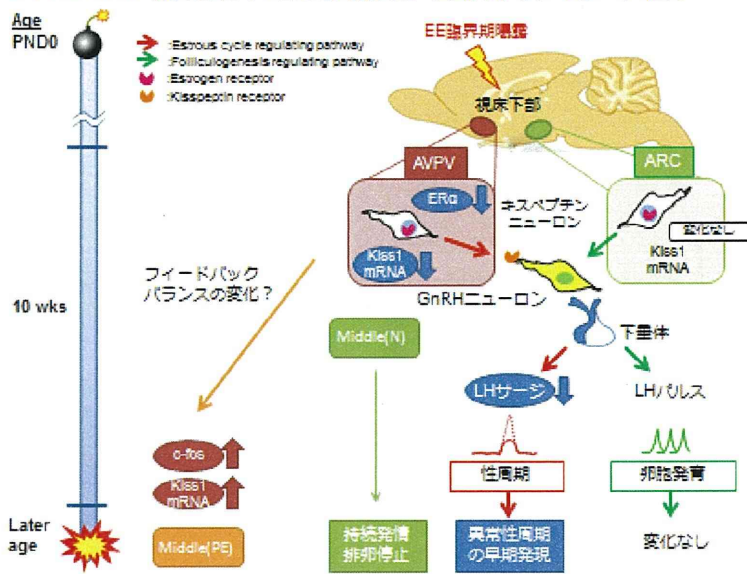 Age
PND0
:Estrous cycle regulating pathway
:Folliculogenesis regulating pathway
:Estrogen receptor
:Kisspeptin receptor
EE臨界期曝露
視床下部
AVPV
ARC
ERα
キスペプチン
ニューロン
変化なし
Kiss1
mRNA
Kiss1
mRNA
GnRHニューロン
フィードバック
バランスの変化？
10 wks
Middle(N)
下垂体
LHサージ
LHパルス
c-fos
Kiss1
mRNA
性周期
卵胞発育
Later
age
Middle(PE)
持続発情
排卵停止
異常性周期
の早期発現
変化なし